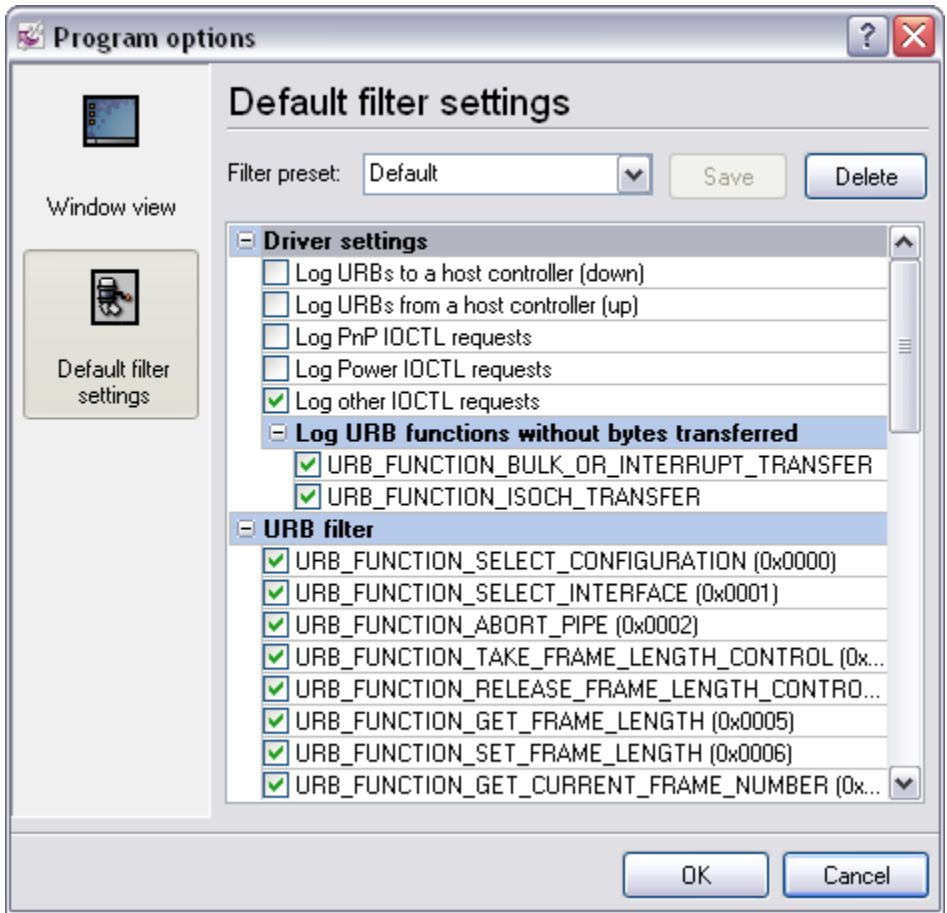 Program options
Window view
Default filter
settings
Default filter settings
Filter preset: Default Save Delete
Driver settings
Log URBs to a host controller (down)
Log URBs from a host controller (up)
Log PnP IOCTL requests
Log Power IOCTL requests
Log other IOCTL requests
Log URB functions without bytes transferred
URB_FUNCTION_BULK_OR_INTERRUPT_TRANSFER
URB_FUNCTION_ISOCH_TRANSFER
URB filter
URB_FUNCTION_SELECT_CONFIGURATION (0x0000)
URB_FUNCTION_SELECT_INTERFACE (0x0001)
URB_FUNCTION_ABORT_PIPE (0x0002)
URB_FUNCTION_TAKE_FRAME_LENGTH_CONTROL (0x...
URB_FUNCTION_RELEASE_FRAME_LENGTH_CONTRO...
URB_FUNCTION_GET_FRAME_LENGTH (0x0005)
URB_FUNCTION_SET_FRAME_LENGTH (0x0006)
URB_FUNCTION_GET_CURRENT_FRAME_NUMBER (0x...
OK Cancel